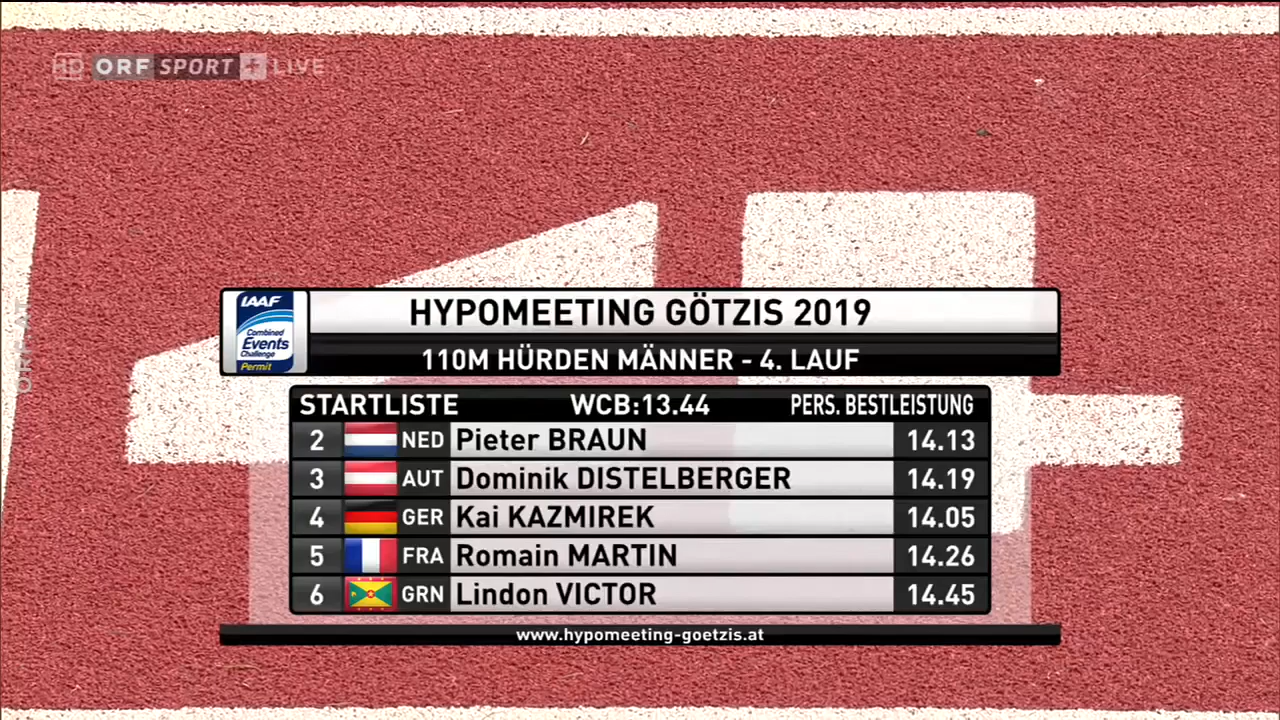 HD ORF SPORT + LIVE
ORF.AT
IAAF
Combined
Events
Challenge
Permit
HYPOMEETING GÖTZIS 2019
110M HÜRDEN MÄNNER - 4. LAUF
STARTLISTE WCB:13.44 PERS. BESTLEISTUNG
2 NED Pieter BRAUN 14.13
3 AUT Dominik DISTELBERGER 14.19
4 GER Kai KAZMIREK 14.05
5 FRA Romain MARTIN 14.26
6 GRN Lindon VICTOR 14.45
www.hypomeeting-goetzis.at